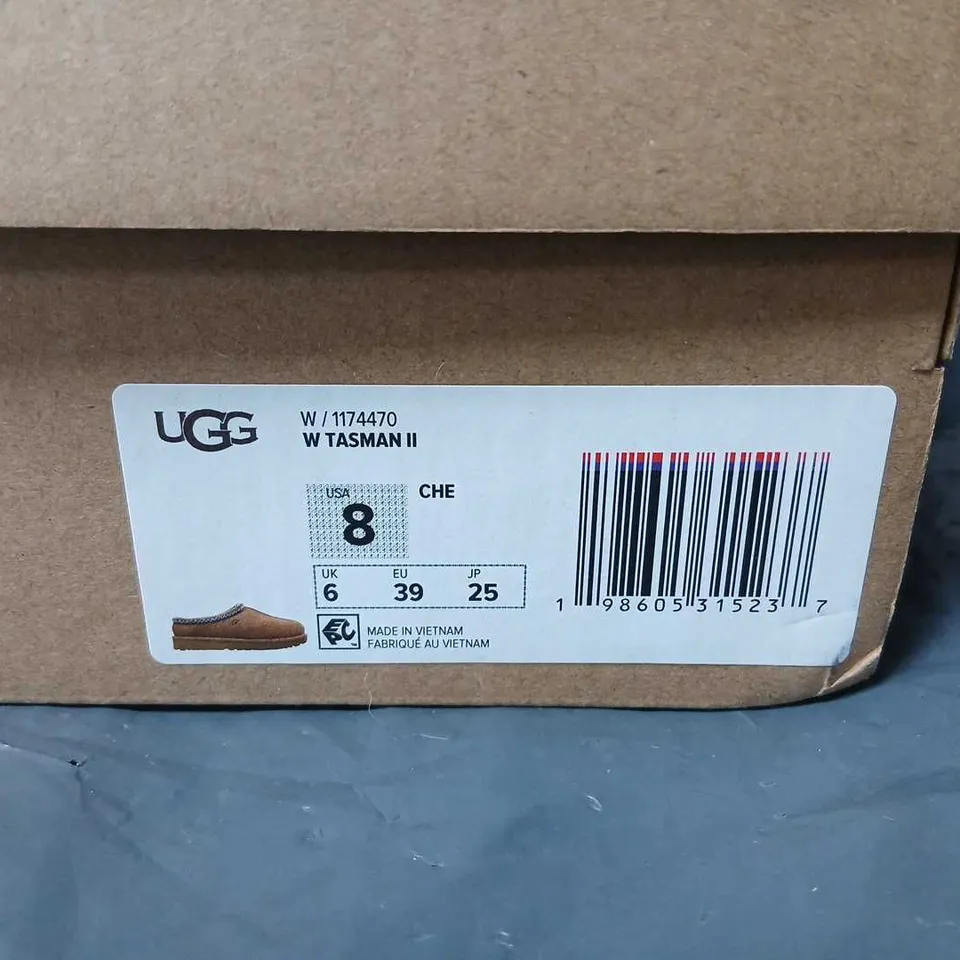 UGG
W / 1174470
W TASMAN II
USA
8
CHE
UK EU JP
6 39 25
EPC™
MADE IN VIETNAM
FABRIQUÉ AU VIETNAM
1 98605 31523 7